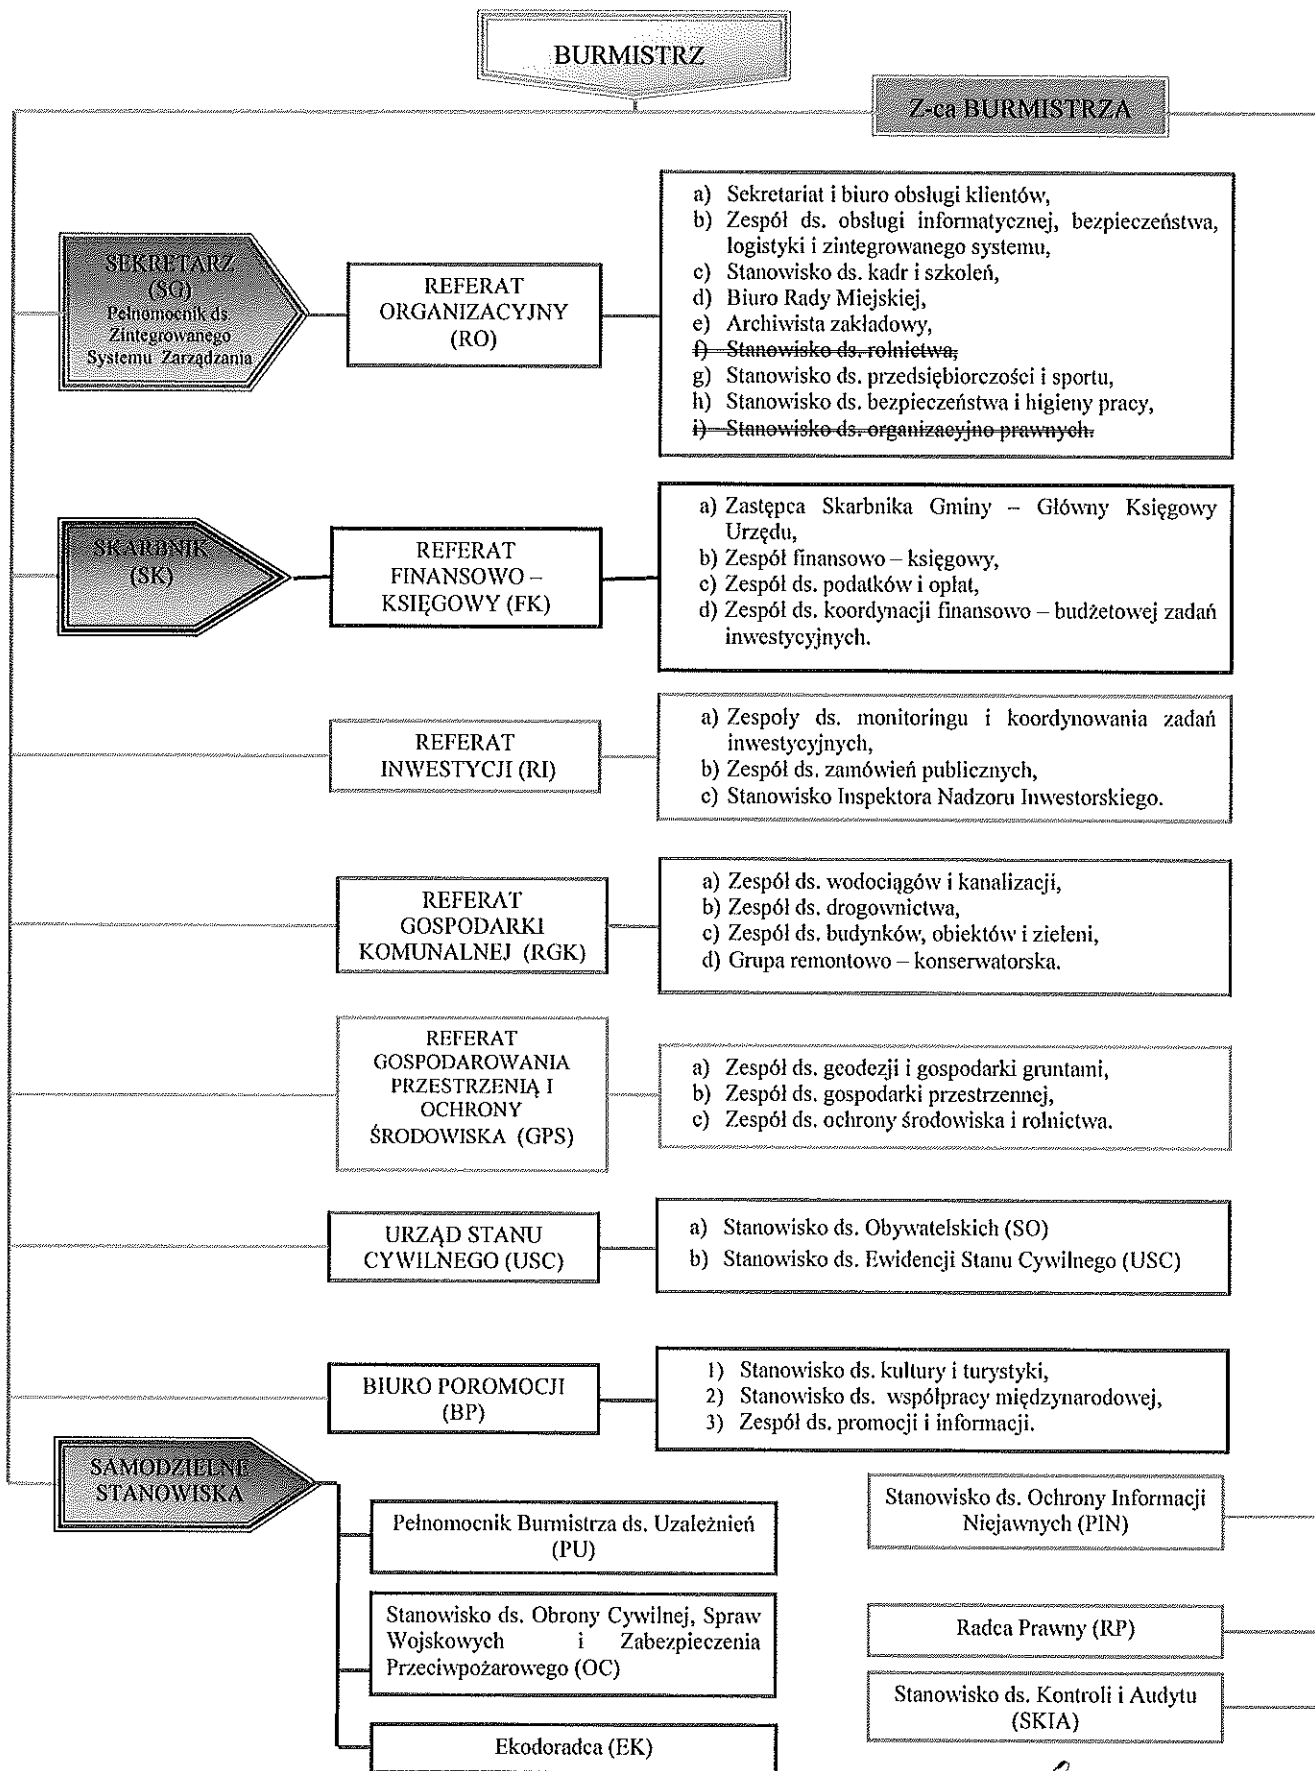 BURMISTRZ
Z-ca BURMISTRZA
SEKRETARZ
(SG)
Pełnomocnik ds.
Zintegrowanego
Systemu Zarządzania
REFERAT
ORGANIZACYJNY
(RO)
a) Sekretariat i biuro obsługi klientów,
b) Zespół ds. obsługi informatycznej, bezpieczeństwa,
logistyki i zintegrowanego systemu,
c) Stanowisko ds. kadr i szkoleń,
d) Biuro Rady Miejskiej,
e) Archiwista zakładowy,
f) Stanowisko ds. rolnictwa,
g) Stanowisko ds. przedsiębiorczości i sportu,
h) Stanowisko ds. bezpieczeństwa i higieny pracy,
i) Stanowisko ds. organizacyjno prawnych.
SKARBNIK
(SK)
REFERAT
FINANSOWO –
KSIĘGOWY (FK)
a) Zastępca Skarbnika Gminy – Główny Księgowy
Urzędu,
b) Zespół finansowo – księgowy,
c) Zespół ds. podatków i opłat,
d) Zespół ds. koordynacji finansowo – budżetowej zadań
inwestycyjnych.
REFERAT
INWESTYCJI (RI)
a) Zespoły ds. monitoringu i koordynowania zadań
inwestycyjnych,
b) Zespół ds. zamówień publicznych,
c) Stanowisko Inspektora Nadzoru Inwestorskiego.
REFERAT
GOSPODARKI
KOMUNALNEJ (RGK)
a) Zespół ds. wodociągów i kanalizacji,
b) Zespół ds. drogownictwa,
c) Zespół ds. budynków, obiektów i zieleni,
d) Grupa remontowo – konserwatorska.
REFERAT
GOSPODAROWANIA
PRZESTRZENIĄ I
OCHRONY
ŚRODOWISKA (GPS)
a) Zespół ds. geodezji i gospodarki gruntami,
b) Zespół ds. gospodarki przestrzennej,
c) Zespół ds. ochrony środowiska i rolnictwa.
URZĄD STANU
CYWILNEGO (USC)
a) Stanowisko ds. Obywatelskich (SO)
b) Stanowisko ds. Ewidencji Stanu Cywilnego (USC)
BIURO POROMOCJI
(BP)
1) Stanowisko ds. kultury i turystyki,
2) Stanowisko ds. współpracy międzynarodowej,
3) Zespół ds. promocji i informacji.
SAMODZIELNE
STANOWISKA
Pełnomocnik Burmistrza ds. Uzależnień
(PU)
Stanowisko ds. Obrony Cywilnej, Spraw
Wojskowych i Zabezpieczenia
Przeciwpożarowego (OC)
Ekodoradca (EK)
Stanowisko ds. Ochrony Informacji
Niejawnych (PIN)
Radca Prawny (RP)
Stanowisko ds. Kontroli i Audytu
(SKIA)